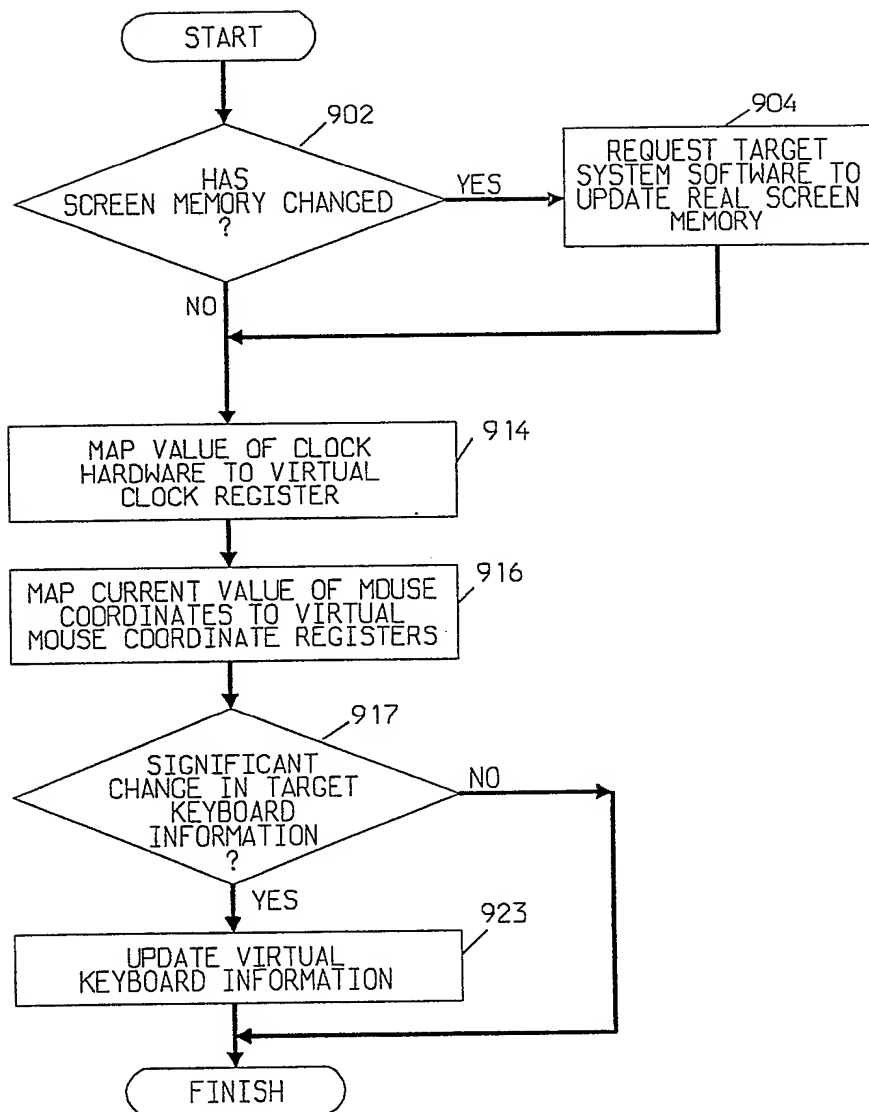 START
902
HAS
SCREEN MEMORY CHANGED
?
YES
904
REQUEST TARGET
SYSTEM SOFTWARE TO
UPDATE REAL SCREEN
MEMORY
NO
914
MAP VALUE OF CLOCK
HARDWARE TO VIRTUAL
CLOCK REGISTER
916
MAP CURRENT VALUE OF MOUSE
COORDINATES TO VIRTUAL
MOUSE COORDINATE REGISTERS
917
SIGNIFICANT
CHANGE IN TARGET
KEYBOARD
INFORMATION
?
NO
YES
923
UPDATE VIRTUAL
KEYBOARD INFORMATION
FINISH